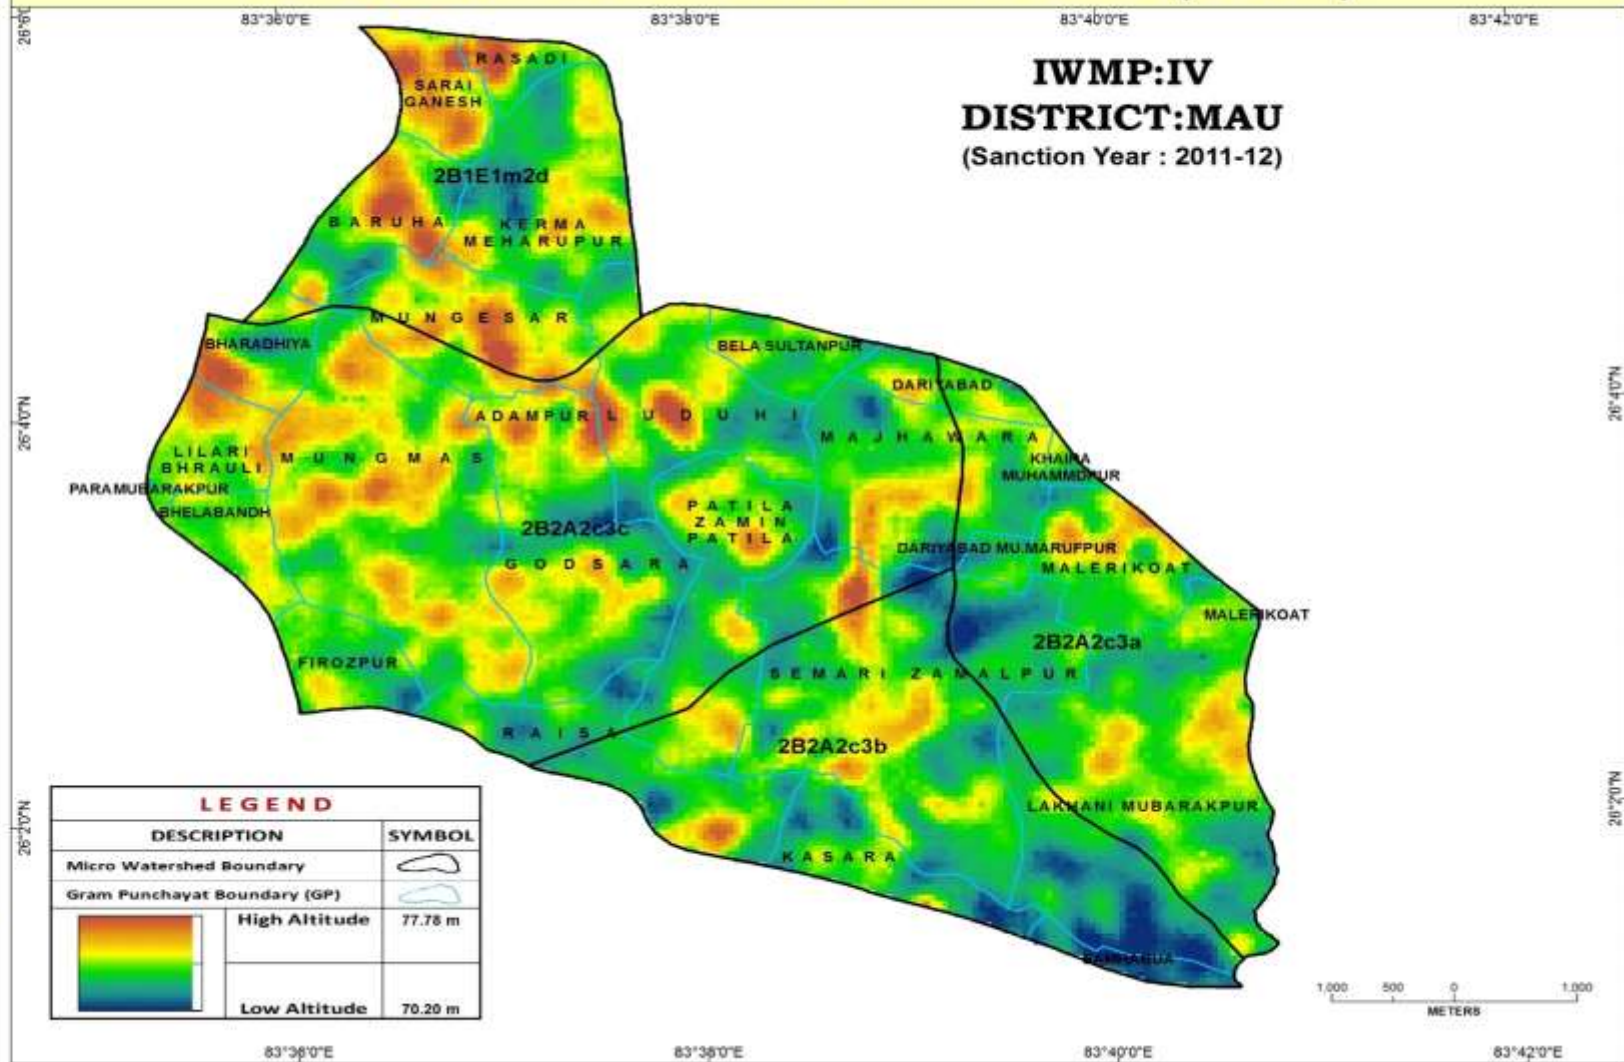 83°36'0"E
83°38'0"E
83°40'0"E
83°42'0"E
IWMP:IV
DISTRICT:MAU
(Sanction Year : 2011-12)
RASADI
SARAI
GANESH
2B1E1m2d
BARUHA
KERMA
MEHARUPUR
MUNGESAR
BHARADHIYA
BELA SULTANPUR
DARIYABAD
26°4'0"N
26°4'0"N
ADAMPUR
LUDUHI
MAJHAWARA
LILARI
BHRAULI
MUNGMAS
KHAIRA
MUHAMMDPUR
PARAMUBARAKPUR
BHELABANDH
PATILA
ZAMIN
PATILA
2B2A2c3c
GODSARA
DARIYABAD MU.MARUFPUR
MALERIKOAT
MALERIKOAT
2B2A2c3a
FIROZPUR
SEMARI ZAMALPUR
RAISA
2B2A2c3b
LAKHANI MUBARAKPUR
26°2'0"N
26°2'0"N
KASARA
LEGEND
DESCRIPTION SYMBOL
Micro Watershed Boundary
Gram Punchayat Boundary (GP)
High Altitude 77.78 m
Low Altitude 70.20 m
1,000 500 0 1,000
METERS
83°36'0"E
83°38'0"E
83°40'0"E
83°42'0"E